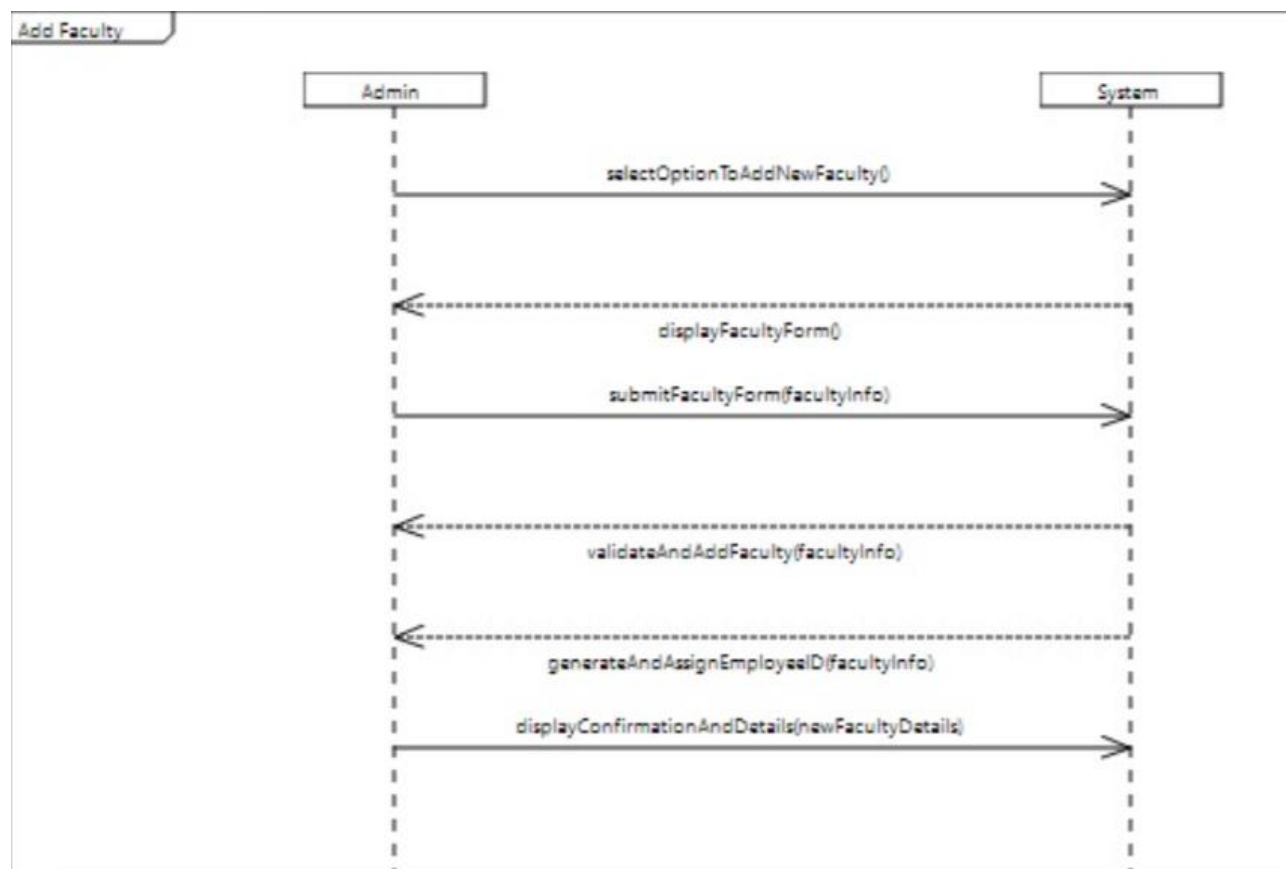 Add Faculty
Admin
System
selectOptionToAddNewFaculty()
displayFacultyForm()
submitFacultyForm(facultyInfo)
validateAndAddFaculty(facultyInfo)
generateAndAssignEmployeeID(facultyInfo)
displayConfirmationAndDetails(newFacultyDetails)